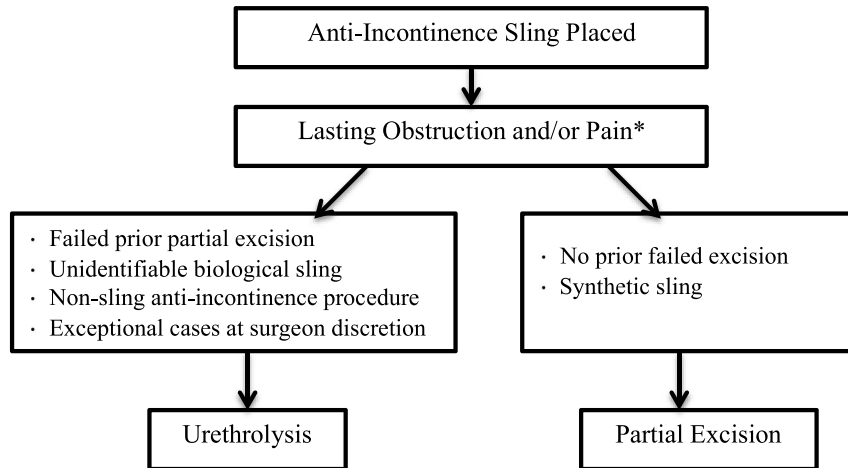 Anti-Incontinence Sling Placed
Lasting Obstruction and/or Pain*
· Failed prior partial excision
· Unidentifiable biological sling
· Non-sling anti-incontinence procedure
· Exceptional cases at surgeon discretion
· No prior failed excision
· Synthetic sling
Urethrolysis
Partial Excision